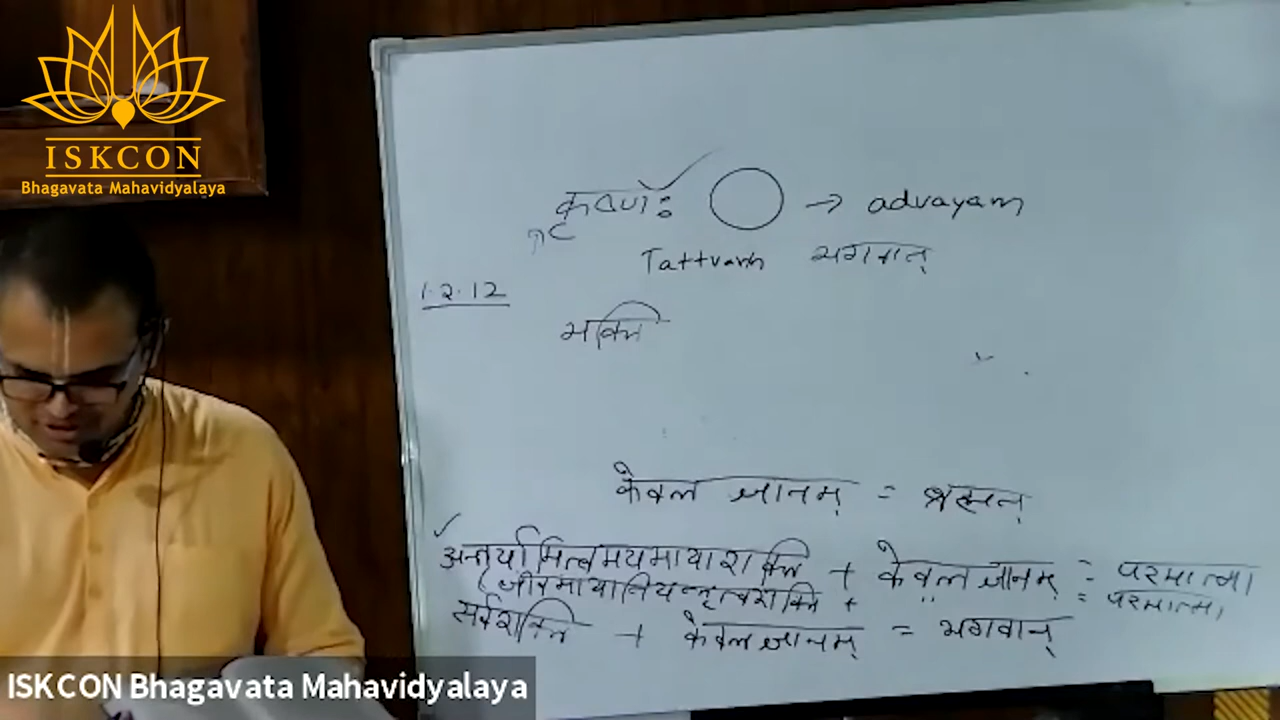 ISKCON
Bhagavata Mahavidyalaya
कृष्णः → advayam
Tattvam भगवान्
1.2.12
भक्ति
केवल ज्ञानम् = ब्रह्मन्
अन्तर्यामित्वमयमायाशक्ति + केवलज्ञानम् = परमात्मा
(जीवमायानियन्तृत्वशक्ति + = परमात्मा
सर्वशक्ति + केवलज्ञानम् = भगवान्
ISKCON Bhagavata Mahavidyalaya